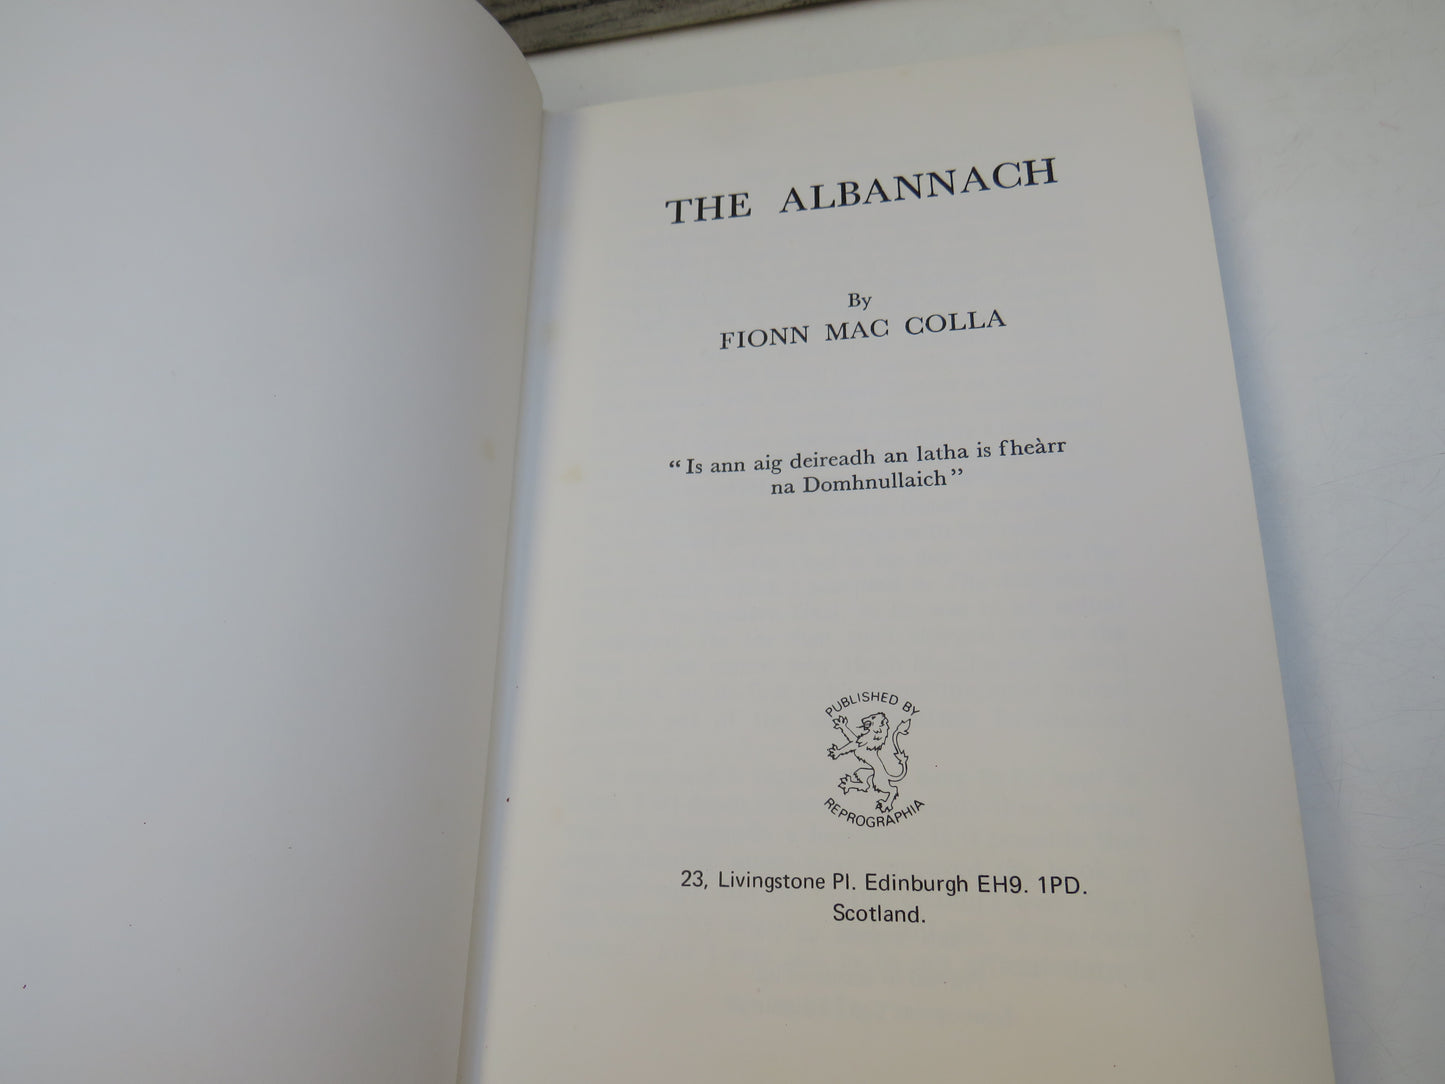 THE ALBANNACH
By
FIONN MAC COLLA
“Is ann aig deireadh an latha is fheàrr
na Domhnullaich”
PUBLISHED BY
REPROGRAPHIA
23, Livingstone Pl. Edinburgh EH9. 1PD.
Scotland.